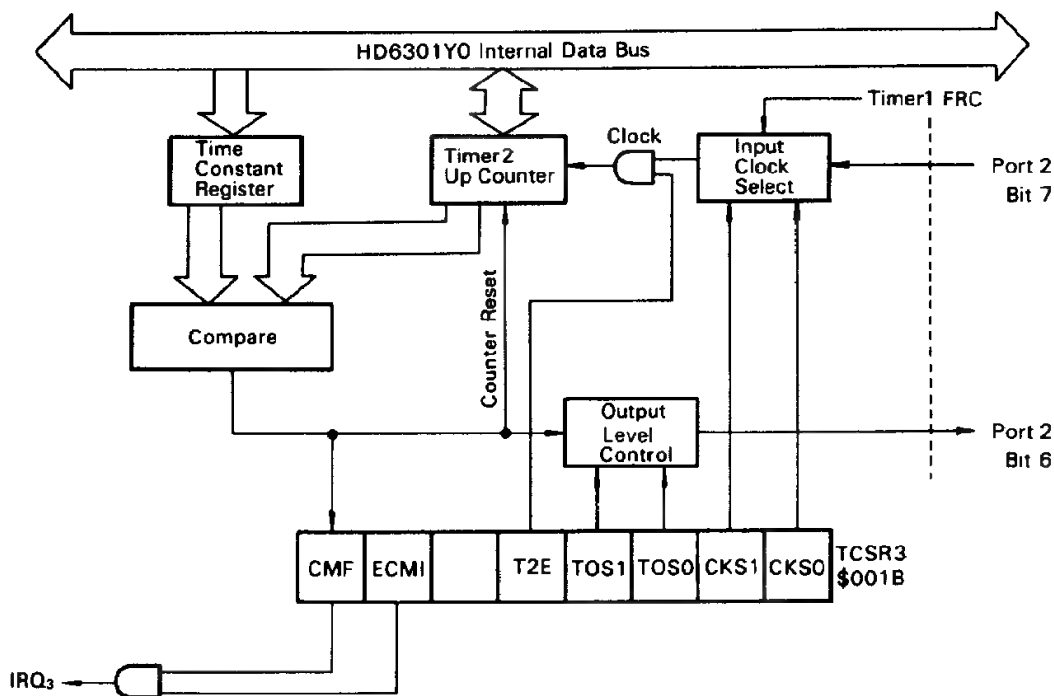 HD6301Y0 Internal Data Bus
Timer1 FRC
Clock
Time
Constant
Register
Timer2
Up Counter
Input
Clock
Select
Port 2
Bit 7
Counter Reset
Compare
Output
Level
Control
Port 2
Bit 6
CMF
ECMI
T2E
TOS1
TOS0
CKS1
CKS0
TCSR3
$001B
IRQ₃